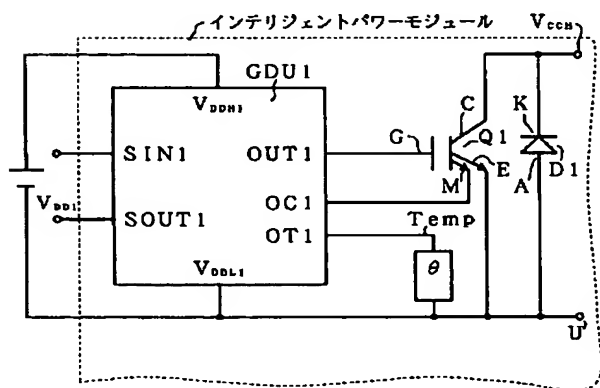 インテリジェントパワーモジュール
VCCH
GDU1
VDDH1
C
K
SIN1
OUT1
G
Q1
D1
E
A
M
VDD1
SOUT1
OC1
Temp
OT1
θ
VDDL1
U